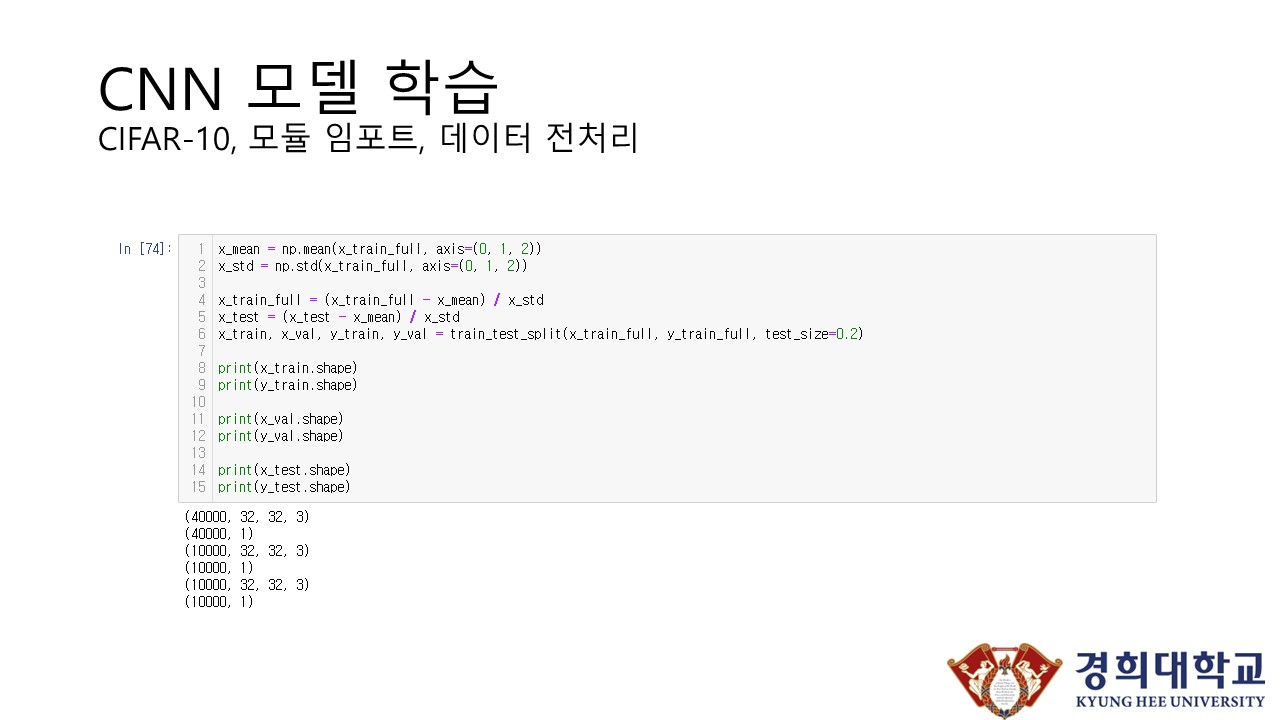 CNN 모델 학습
CIFAR-10, 모듈 임포트, 데이터 전처리
In [74]:
1 x_mean = np.mean(x_train_full, axis=(0, 1, 2))
2 x_std = np.std(x_train_full, axis=(0, 1, 2))
3
4 x_train_full = (x_train_full - x_mean) / x_std
5 x_test = (x_test - x_mean) / x_std
6 x_train, x_val, y_train, y_val = train_test_split(x_train_full, y_train_full, test_size=0.2)
7
8 print(x_train.shape)
9 print(y_train.shape)
10
11 print(x_val.shape)
12 print(y_val.shape)
13
14 print(x_test.shape)
15 print(y_test.shape)
(40000, 32, 32, 3)
(40000, 1)
(10000, 32, 32, 3)
(10000, 1)
(10000, 32, 32, 3)
(10000, 1)
경희대학교
KYUNG HEE UNIVERSITY